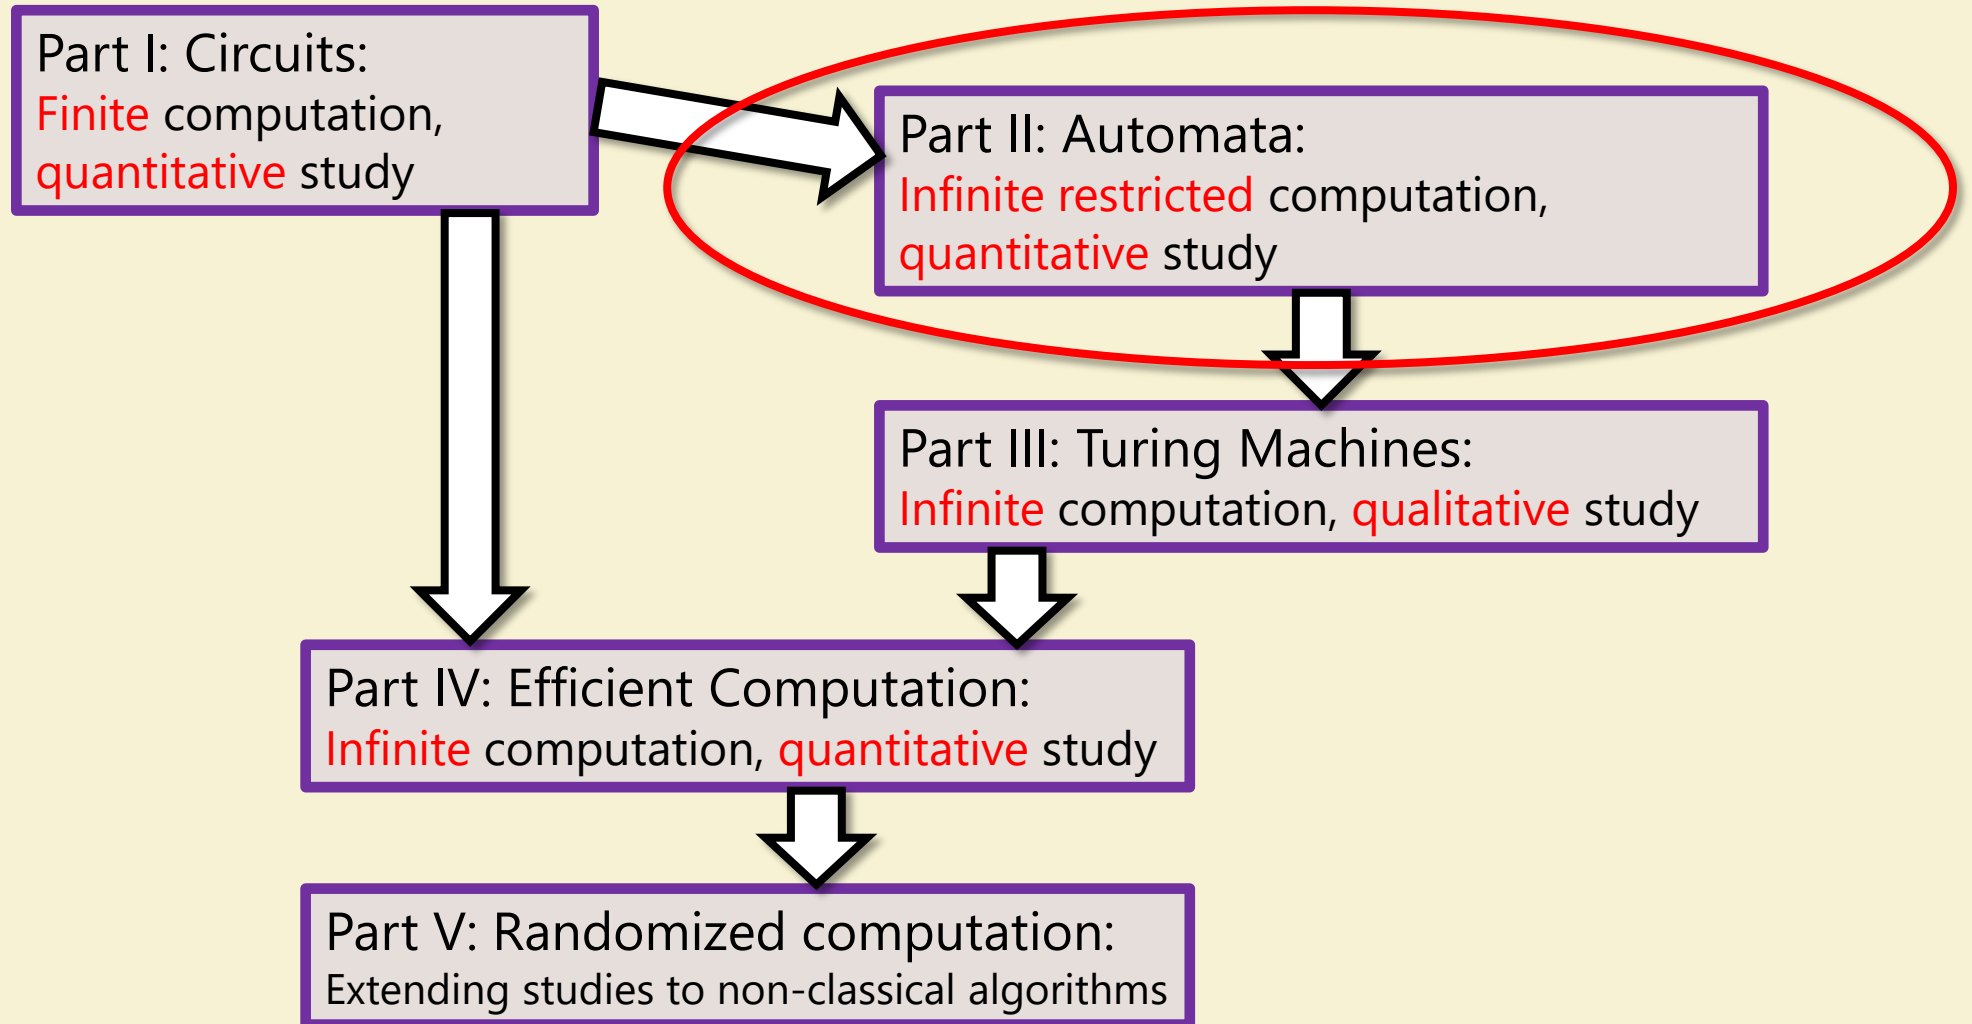 Part I: Circuits:
Finite computation,
quantitative study
Part II: Automata:
Infinite restricted computation,
quantitative study
Part III: Turing Machines:
Infinite computation, qualitative study
Part IV: Efficient Computation:
Infinite computation, quantitative study
Part V: Randomized computation:
Extending studies to non-classical algorithms